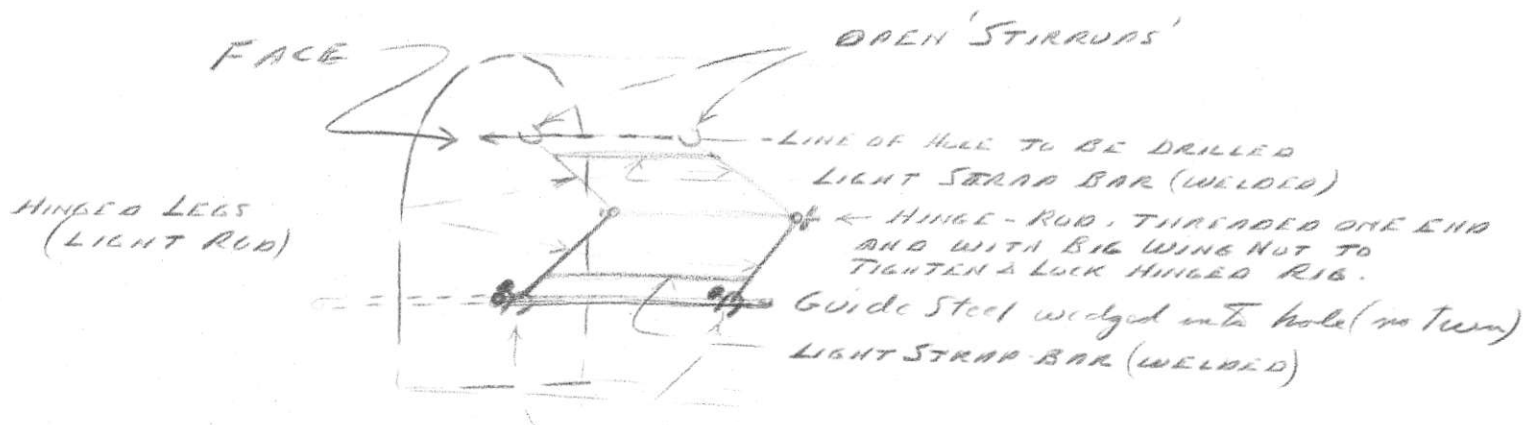 FACE
OPEN 'STIRRUPS'
LINE OF HOLE TO BE DRILLED
LIGHT STRAP BAR (WELDED)
HINGED LEGS
(LIGHT ROD)
HINGE-ROD, THREADED ONE END
AND WITH BIG WING NUT TO
TIGHTEN & LOCK HINGED RIG.
Guide Steel wedged into hole (no Turn)
LIGHT STRAP-BAR (WELDED)